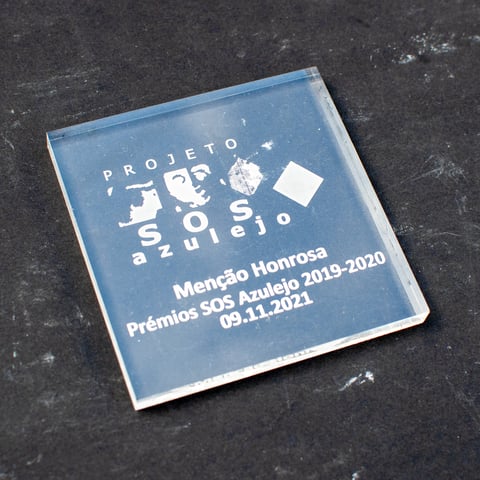 PROJETO
SOS
azulejo
Menção Honrosa
Prémios SOS Azulejo 2019-2020
09.11.2021